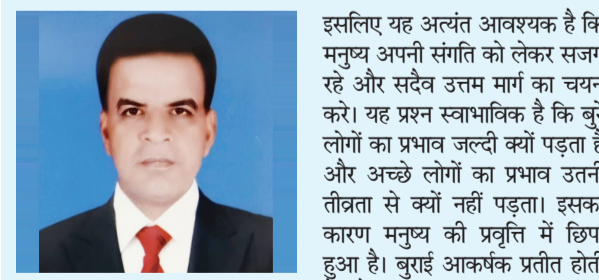 इसलिए यह अत्यंत आवश्यक है कि
मनुष्य अपनी संगति को लेकर सजग
रहे और सदैव उत्तम मार्ग का चयन
करे। यह प्रश्न स्वाभाविक है कि बुरे
लोगों का प्रभाव जल्दी क्यों पड़ता है
और अच्छे लोगों का प्रभाव उतनी
तीव्रता से क्यों नहीं पड़ता। इसका
कारण मनुष्य की प्रवृत्ति में छिपा
हुआ है। बुराई आकर्षक प्रतीत होती